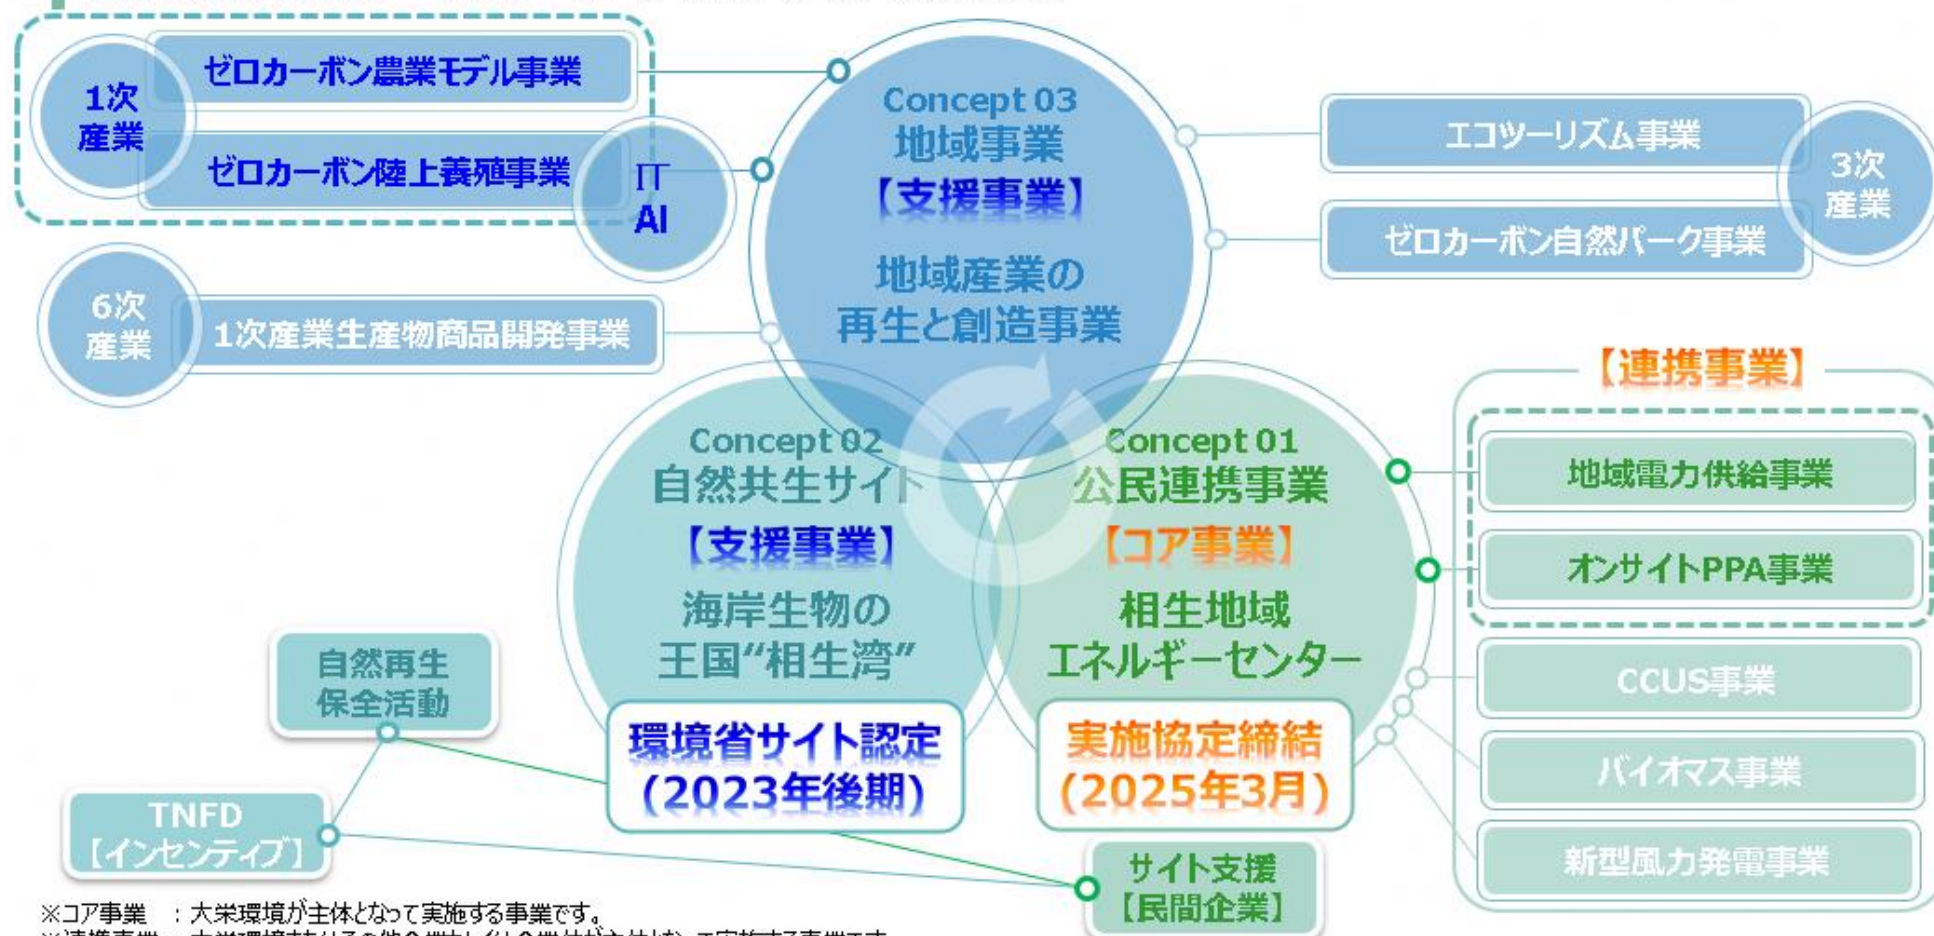 1次
産業
ゼロカーボン農業モデル事業
ゼロカーボン陸上養殖事業
IT
AI
6次
産業
1次産業生産物商品開発事業
Concept 03
地域事業
【支援事業】
地域産業の
再生と創造事業
エコツーリズム事業
ゼロカーボン自然パーク事業
3次
産業
Concept 02
自然共生サイト
【支援事業】
海岸生物の
王国“相生湾”
環境省サイト認定
(2023年後期)
Concept 01
公民連携事業
【コア事業】
相生地域
エネルギーセンター
実施協定締結
(2025年3月)
【連携事業】
地域電力供給事業
オンサイトPPA事業
CCUS事業
バイオマス事業
新型風力発電事業
自然再生
保全活動
TNFD
【インセンティブ】
サイト支援
【民間企業】
※コア事業 ：大栄環境が主体となって実施する事業です。